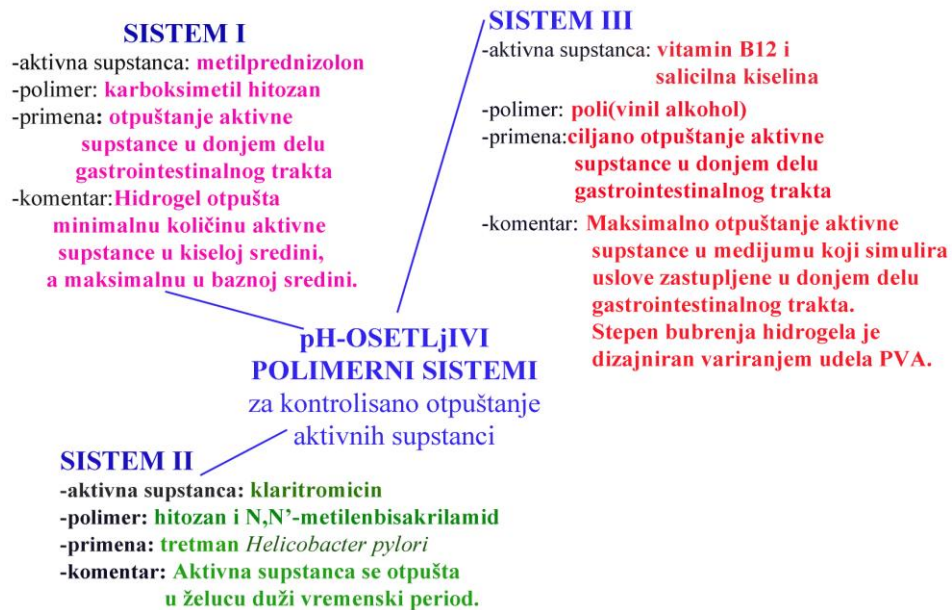 SISTEM I
-aktivna supstanca: metilprednizolon
-polimer: karboksimetil hitozan
-primena: otpuštanje aktivne
supstance u donjem delu
gastrointestinalnog trakta
-komentar:Hidrogel otpušta
minimalnu količinu aktivne
supstance u kiseloj sredini,
a maksimalnu u baznoj sredini.
SISTEM III
-aktivna supstanca: vitamin B12 i
salicilna kiselina
-polimer: poli(vinil alkohol)
-primena:ciljano otpuštanje aktivne
supstance u donjem delu
gastrointestinalnog trakta
-komentar: Maksimalno otpuštanje aktivne
supstance u medijumu koji simulira
uslove zastupljene u donjem delu
gastrointestinalnog trakta.
Stepen bubrenja hidrogela je
dizajniran variranjem udela PVA.
pH-OSETLjIVI
POLIMERNI SISTEMI
za kontrolisano otpuštanje
aktivnih supstanci
SISTEM II
-aktivna supstanca: klaritromicin
-polimer: hitozan i N,N’-metilenbisakrilamid
-primena: tretman Helicobacter pylori
-komentar: Aktivna supstanca se otpušta
u želucu duži vremenski period.